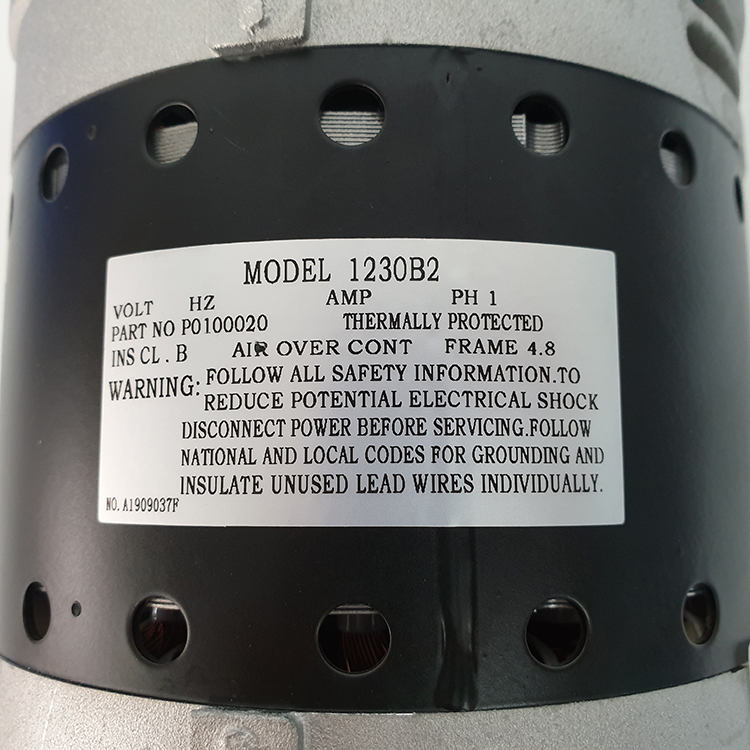 MODEL 1230B2
VOLT HZ AMP PH 1
PART NO P0100020 THERMALLY PROTECTED
INS CL . B AIR OVER CONT FRAME 4.8
WARNING: FOLLOW ALL SAFETY INFORMATION.TO
REDUCE POTENTIAL ELECTRICAL SHOCK
DISCONNECT POWER BEFORE SERVICING.FOLLOW
NATIONAL AND LOCAL CODES FOR GROUNDING AND
INSULATE UNUSED LEAD WIRES INDIVIDUALLY.
NO. A1909037F